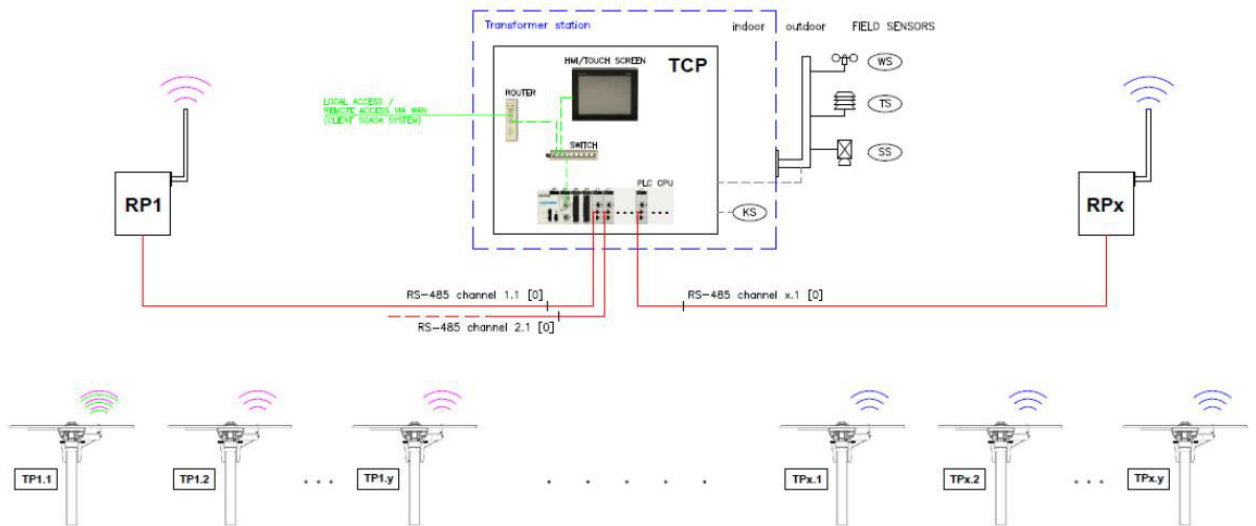 Transformer station
indoor
outdoor
FIELD SENSORS
HMI/TOUCH SCREEN
TCP
WS
ROUTER
LOCAL ACCESS /
REMOTE ACCESS VIA WAN
(CLIENT SCADA SYSTEM)
TS
SWITCH
SS
PLC CPU
RP1
RPx
KS
RS-485 channel 1.1 [0]
RS-485 channel x.1 [0]
RS-485 channel 2.1 [0]
TP1.1
TP1.2
TP1.y
TPx.1
TPx.2
TPx.y